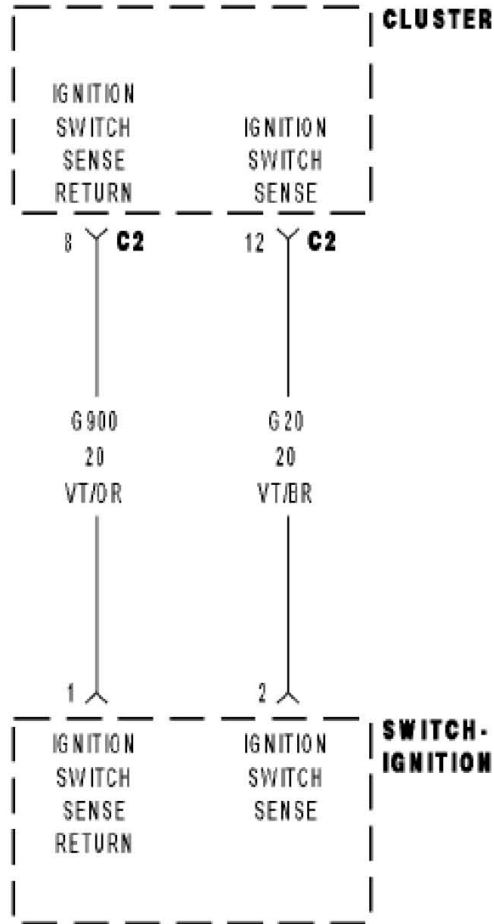 CLUSTER
IGNITION
SWITCH
SENSE
RETURN
IGNITION
SWITCH
SENSE
8 C2
12 C2
G900
20
VT/OR
G20
20
VT/BR
1
2
SWITCH-
IGNITION
IGNITION
SWITCH
SENSE
RETURN
IGNITION
SWITCH
SENSE